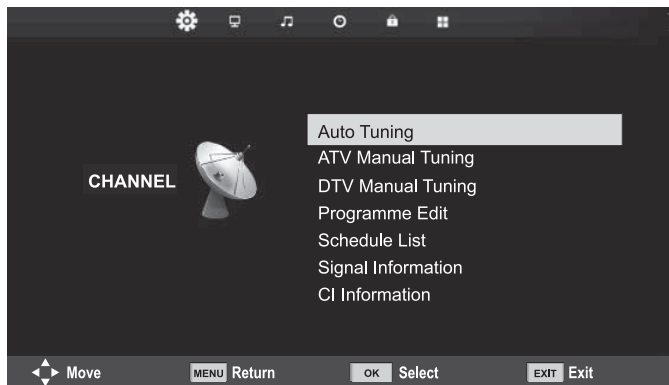 Auto Tuning
ATV Manual Tuning
CHANNEL
DTV Manual Tuning
Programme Edit
Schedule List
Signal Information
CI Information
Move MENU Return OK Select EXIT Exit